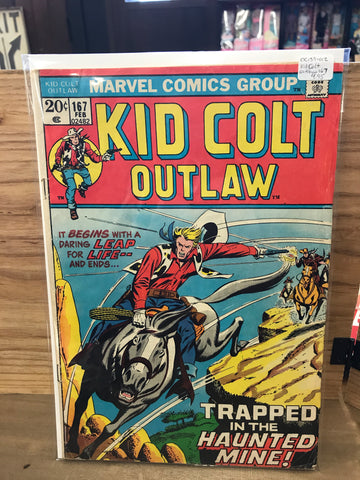 KID COLT
OUTLAW
MARVEL COMICS GROUP
20¢
167
FEB
02482
KID COLT
OUTLAW
IT BEGINS WITH A
DARING LEAP
FOR LIFE--
AND ENDS...
TRAPPED
IN THE
HAUNTED
MINE!